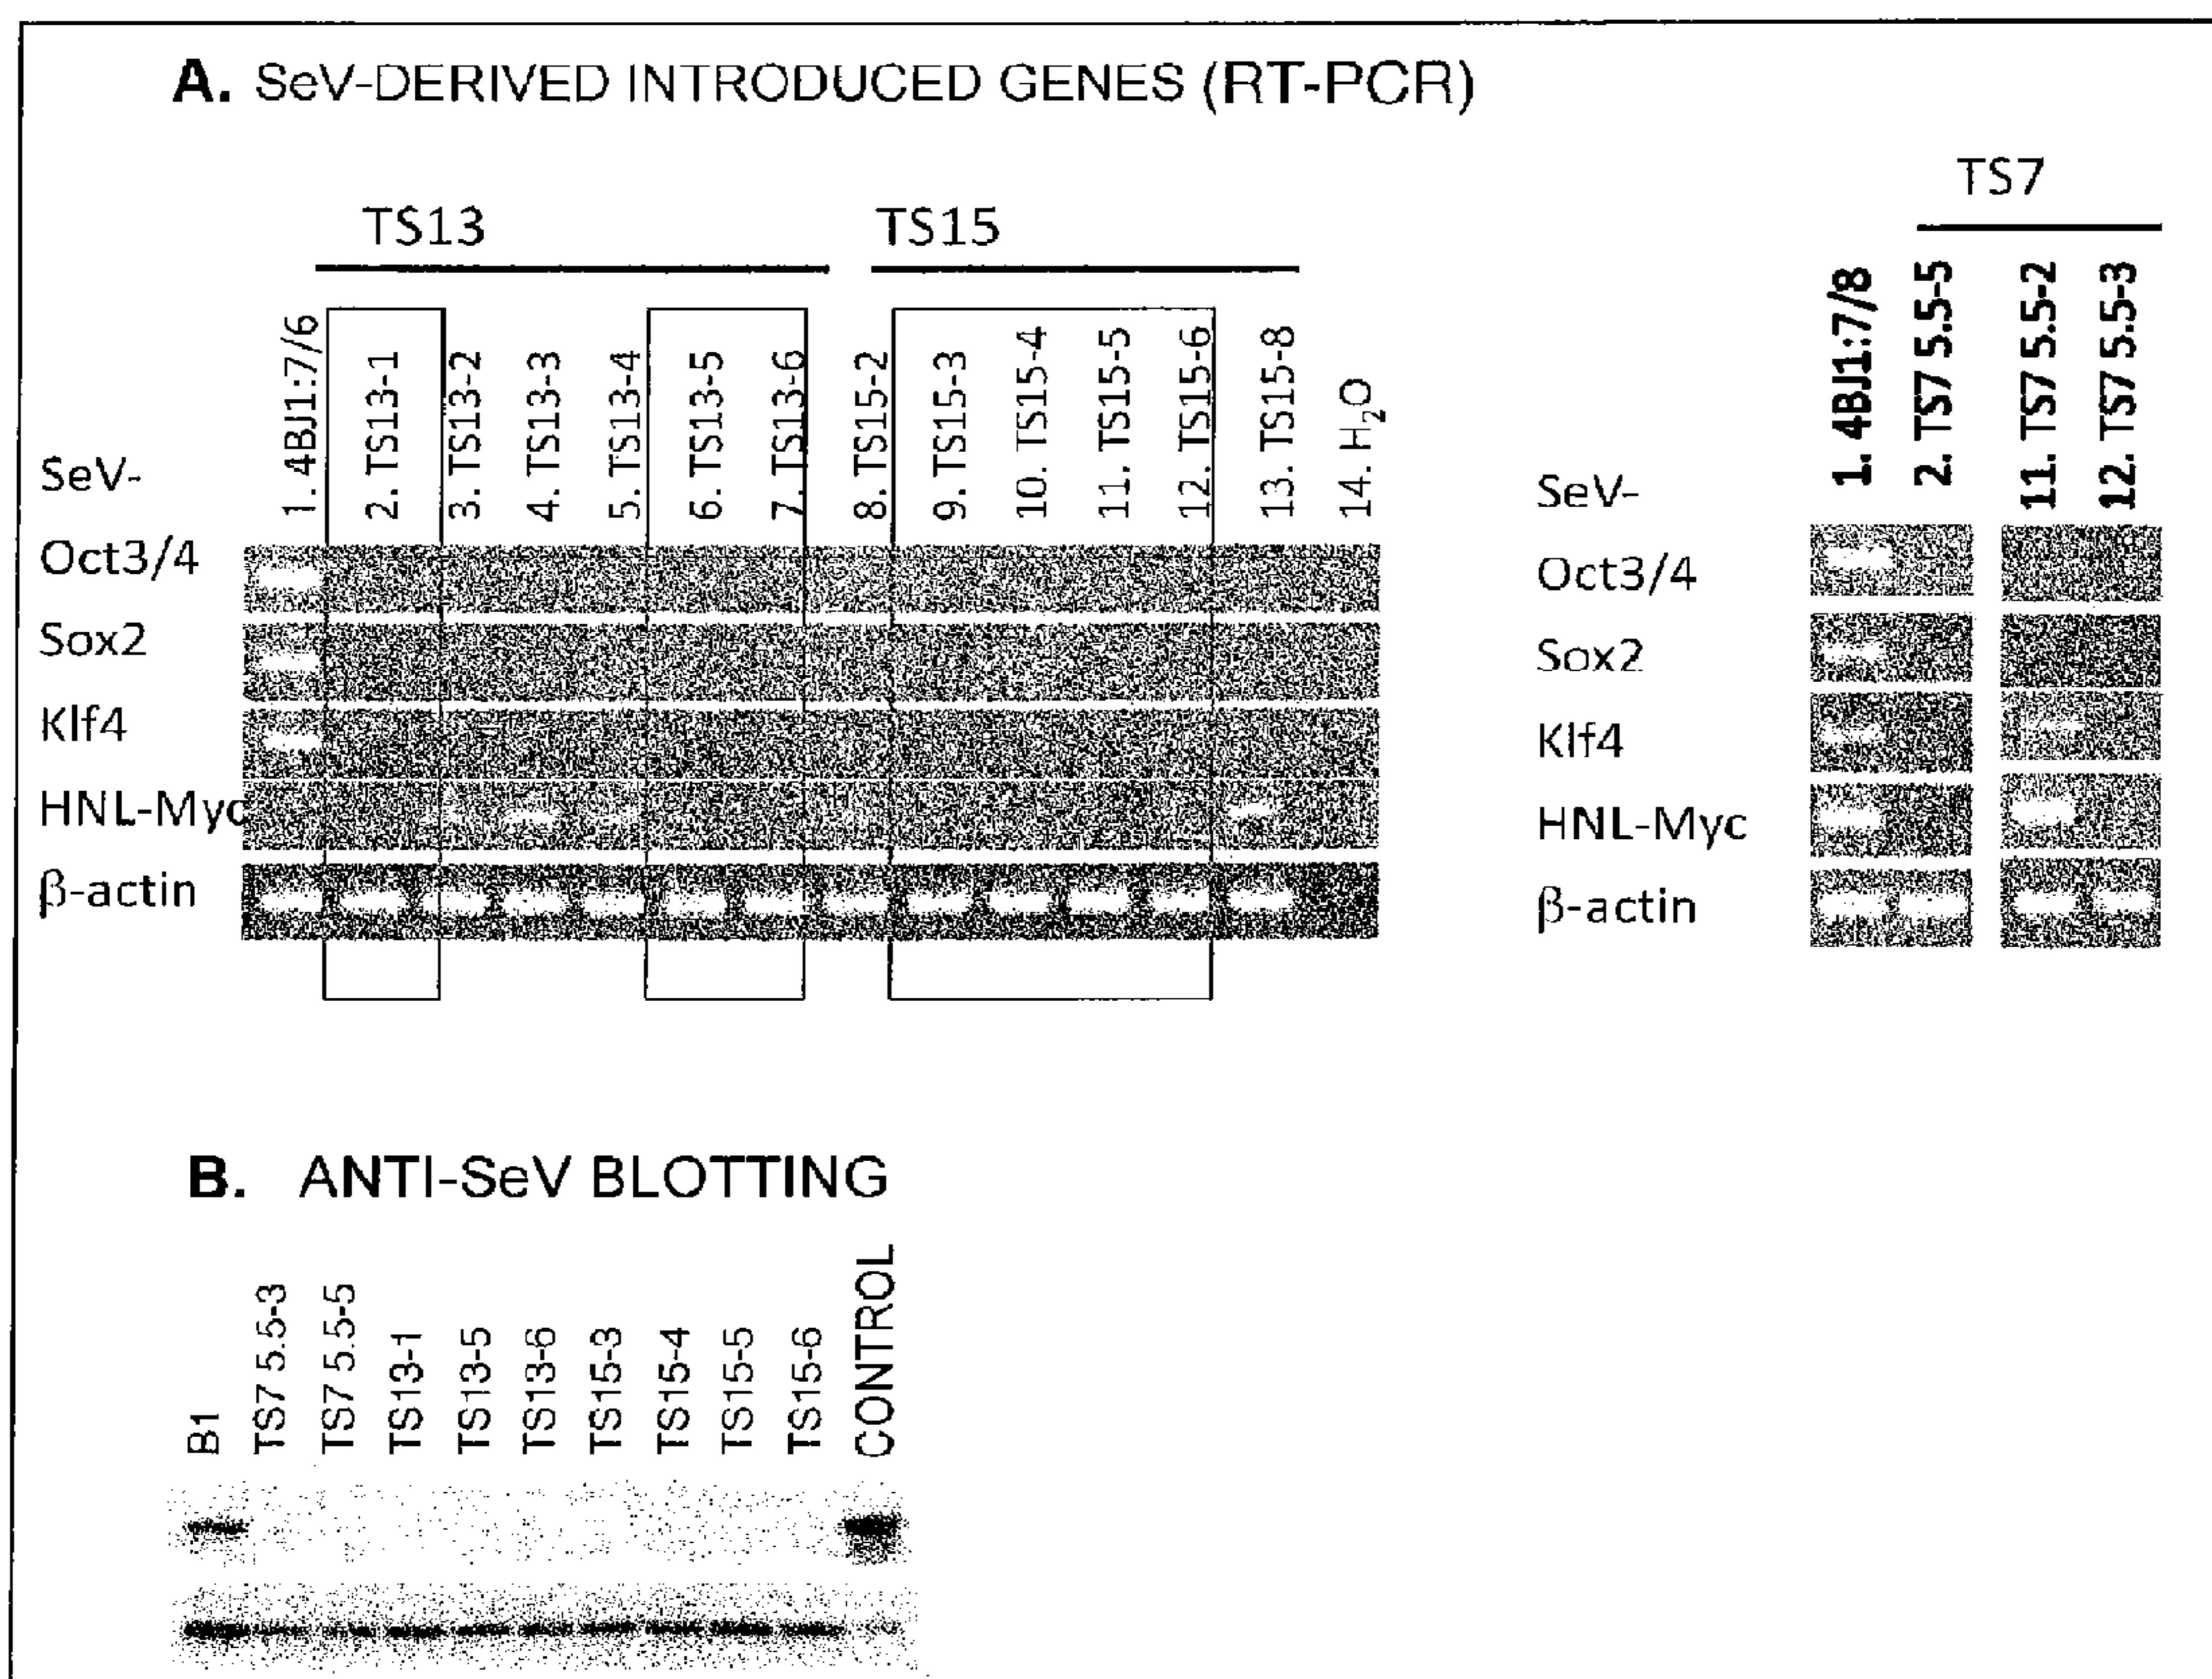 A. SeV-DERIVED INTRODUCED GENES (RT-PCR)
TS13
TS15
1. 4BJ1:7/6
2. TS13-1
3. TS13-2
4. TS13-3
5. TS13-4
6. TS13-5
7. TS13-6
8. TS15-2
9. TS15-3
10. TS15-4
11. TS15-5
12. TS15-6
13. TS15-8
14. H₂O
SeV-
Oct3/4
Sox2
Klf4
HNL-Myc
β-actin
TS7
1. 4BJ1:7/8
2. TS7 5.5-5
11. TS7 5.5-2
12. TS7 5.5-3
SeV-
Oct3/4
Sox2
Klf4
HNL-Myc
β-actin
B. ANTI-SeV BLOTTING
B1
TS7 5.5-3
TS7 5.5-5
TS13-1
TS13-5
TS13-6
TS15-3
TS15-4
TS15-5
TS15-6
CONTROL